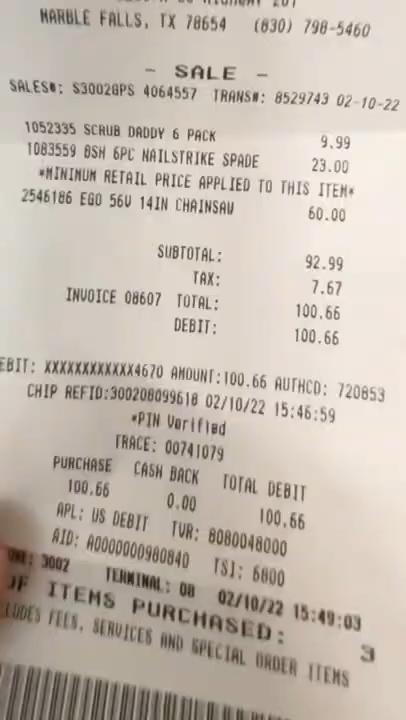 MARBLE FALLS, TX 78654 (830) 798-5460
- SALE -
SALES#: S3002GPS 4064557 TRANS#: 8529743 02-10-22
1052335 SCRUB DADDY 6 PACK 9.99
1083559 BSH 6PC NAILSTRIKE SPADE 23.00
*MINIMUM RETAIL PRICE APPLIED TO THIS ITEM*
2546186 EGO 56V 14IN CHAINSAW 60.00
SUBTOTAL: 92.99
TAX: 7.67
INVOICE 08607 TOTAL: 100.66
DEBIT: 100.66
EBIT: XXXXXXXXXXXX4670 AMOUNT:100.66 AUTHCD: 720853
CHIP REFID:300208099618 02/10/22 15:46:59
*PIN Verified
TRACE: 00741079
PURCHASE CASH BACK TOTAL DEBIT
100.66 0.00 100.66
APL: US DEBIT TVR: 8080048000
AID: A0000000980840 TSI: 6800
3002 TERMINAL: 08 02/10/22 15:49:03
OF ITEMS PURCHASED: 3
LUDES FEES, SERVICES AND SPECIAL ORDER ITEMS